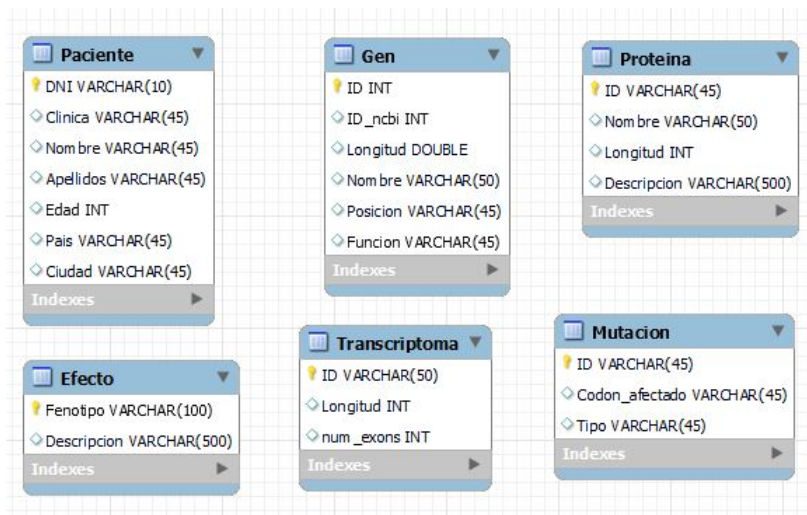 Paciente
DNI VARCHAR(10)
Clinica VARCHAR(45)
Nombre VARCHAR(45)
Apellidos VARCHAR(45)
Edad INT
Pais VARCHAR(45)
Ciudad VARCHAR(45)
Indexes
Gen
ID INT
ID_ncbi INT
Longitud DOUBLE
Nombre VARCHAR(50)
Posicion VARCHAR(45)
Funcion VARCHAR(45)
Indexes
Proteina
ID VARCHAR(45)
Nombre VARCHAR(50)
Longitud INT
Descripcion VARCHAR(500)
Indexes
Efecto
Fenotipo VARCHAR(100)
Descripcion VARCHAR(500)
Indexes
Transcriptoma
ID VARCHAR(50)
Longitud INT
num_exons INT
Indexes
Mutacion
ID VARCHAR(45)
Codon_afectado VARCHAR(45)
Tipo VARCHAR(45)
Indexes